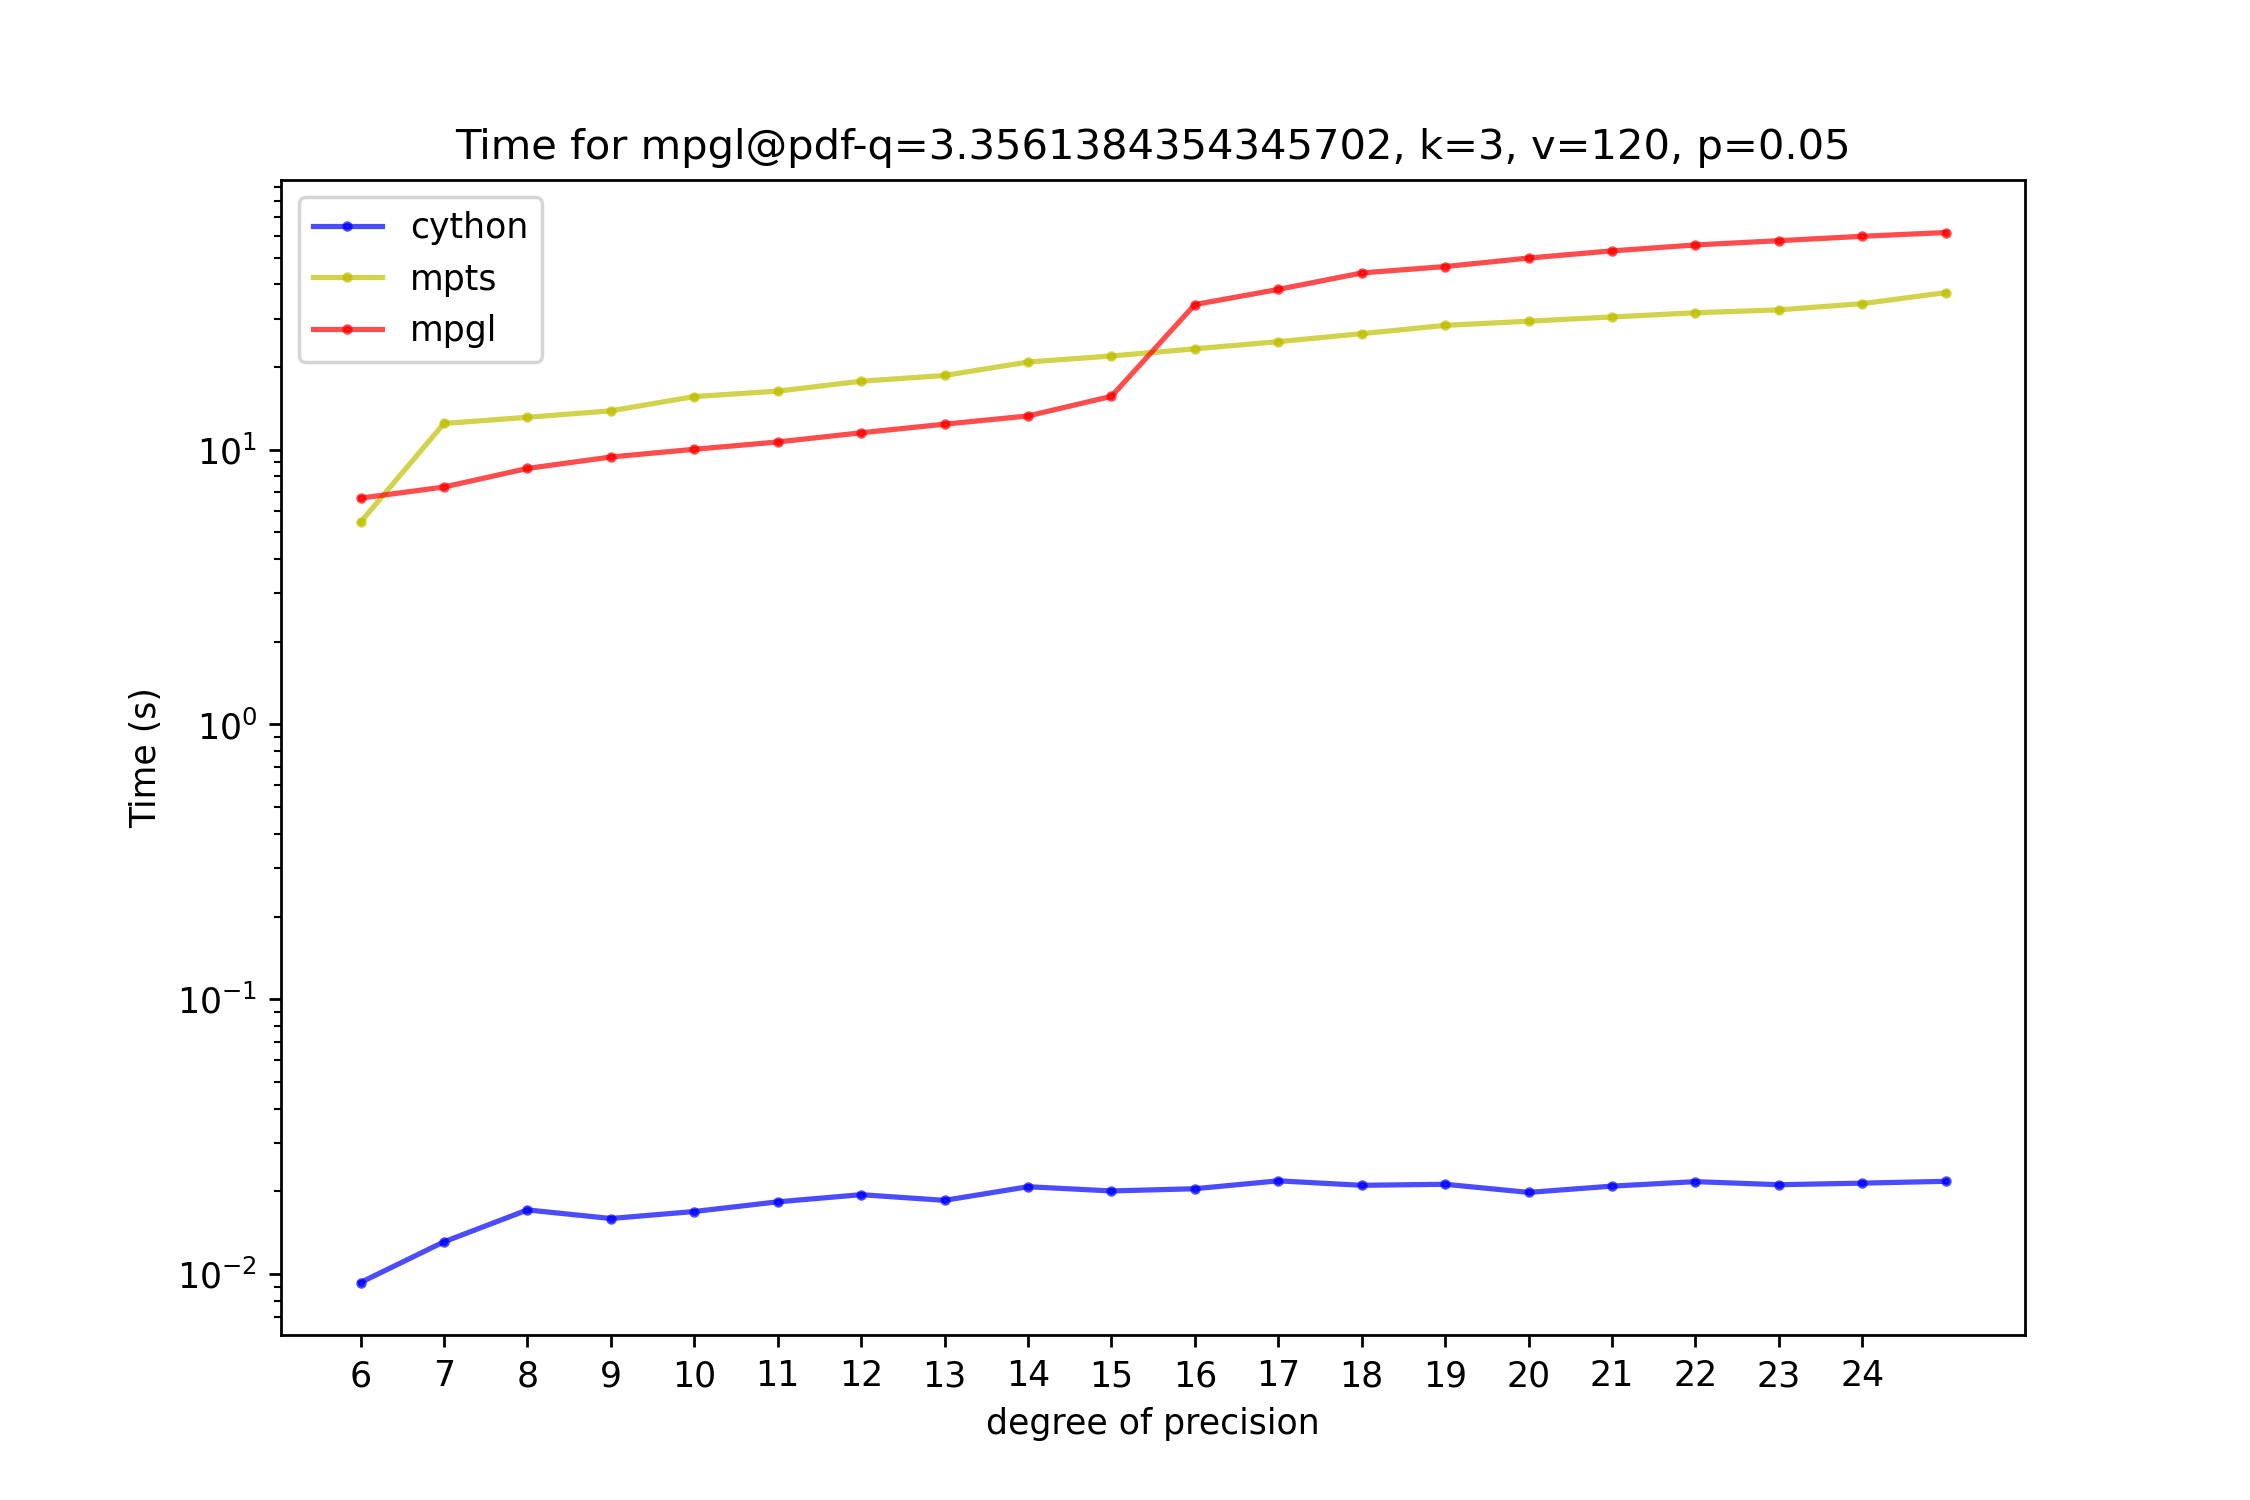 Time for mpgl@pdf-q=3.3561384354345702, k=3, v=120, p=0.05
cython
mpts
mpgl
10^1
10^0
10^-1
10^-2
Time (s)
6 7 8 9 10 11 12 13 14 15 16 17 18 19 20 21 22 23 24
degree of precision